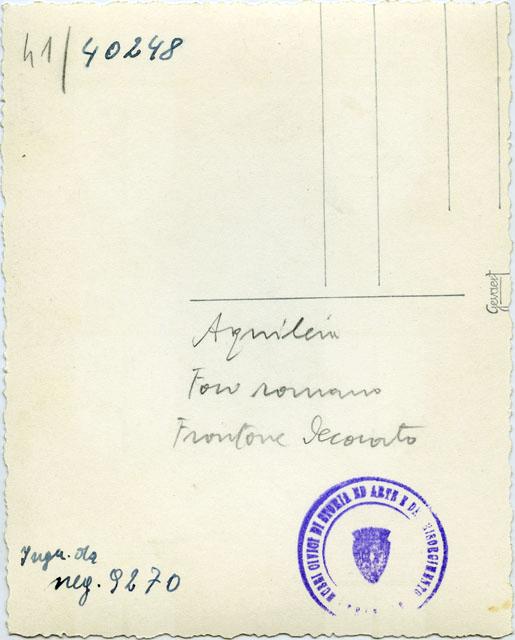 41/40248
Gevaert
Aquileia
Foro romano
Frontone decorato
MUSEI CIVICI DI STORIA ED ARTE E DEL RISORGIMENTO
Ingr. da
neg. 9270